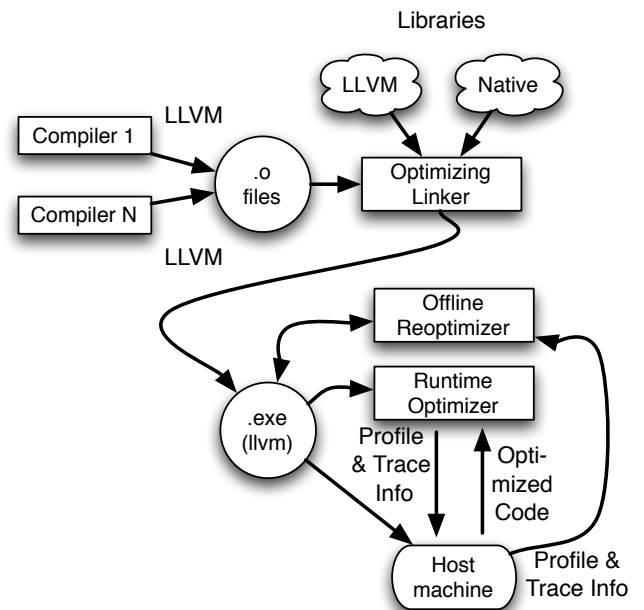 Libraries
LLVM
Native
LLVM
Compiler 1
.o
files
Optimizing
Linker
Compiler N
LLVM
Offline
Reoptimizer
Runtime
Optimizer
.exe
(llvm)
Profile
& Trace
Info
Opti-
mized
Code
Host
machine
Profile &
Trace Info